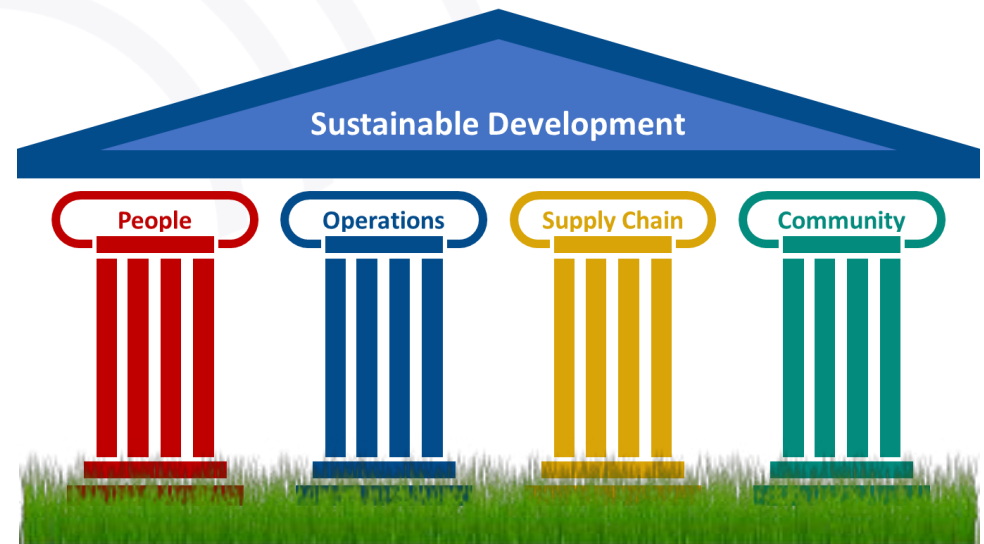 Sustainable Development
People
Operations
Supply Chain
Community